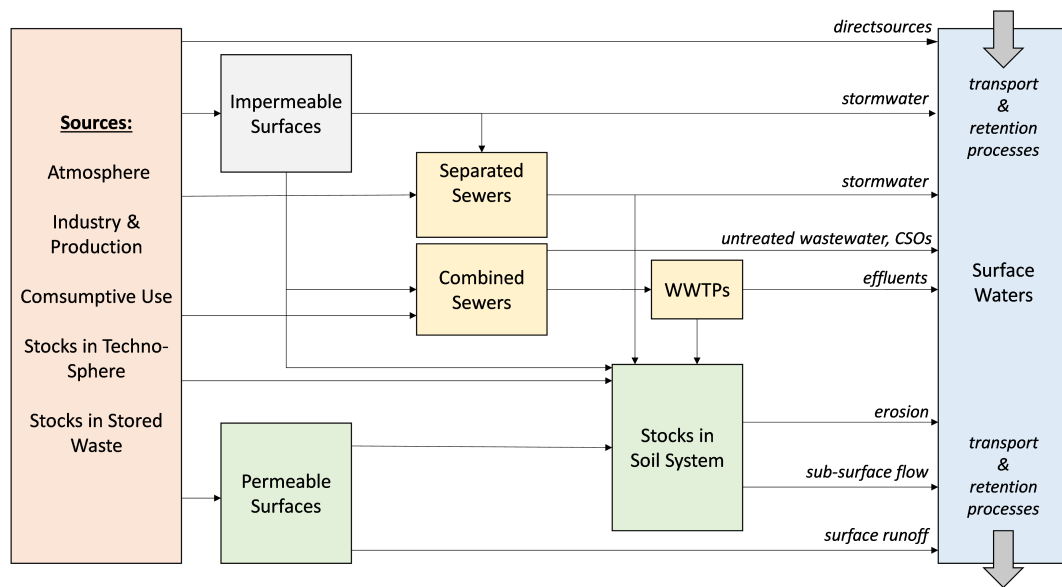 Sources:
Atmosphere
Industry &
Production
Comsumptive Use
Stocks in Techno-
Sphere
Stocks in Stored
Waste
Impermeable
Surfaces
Permeable
Surfaces
Separated
Sewers
Combined
Sewers
WWTPs
Stocks in
Soil System
directsources
stormwater
stormwater
untreated wastewater, CSOs
effluents
erosion
sub-surface flow
surface runoff
transport
&
retention
processes
Surface
Waters
transport
&
retention
processes